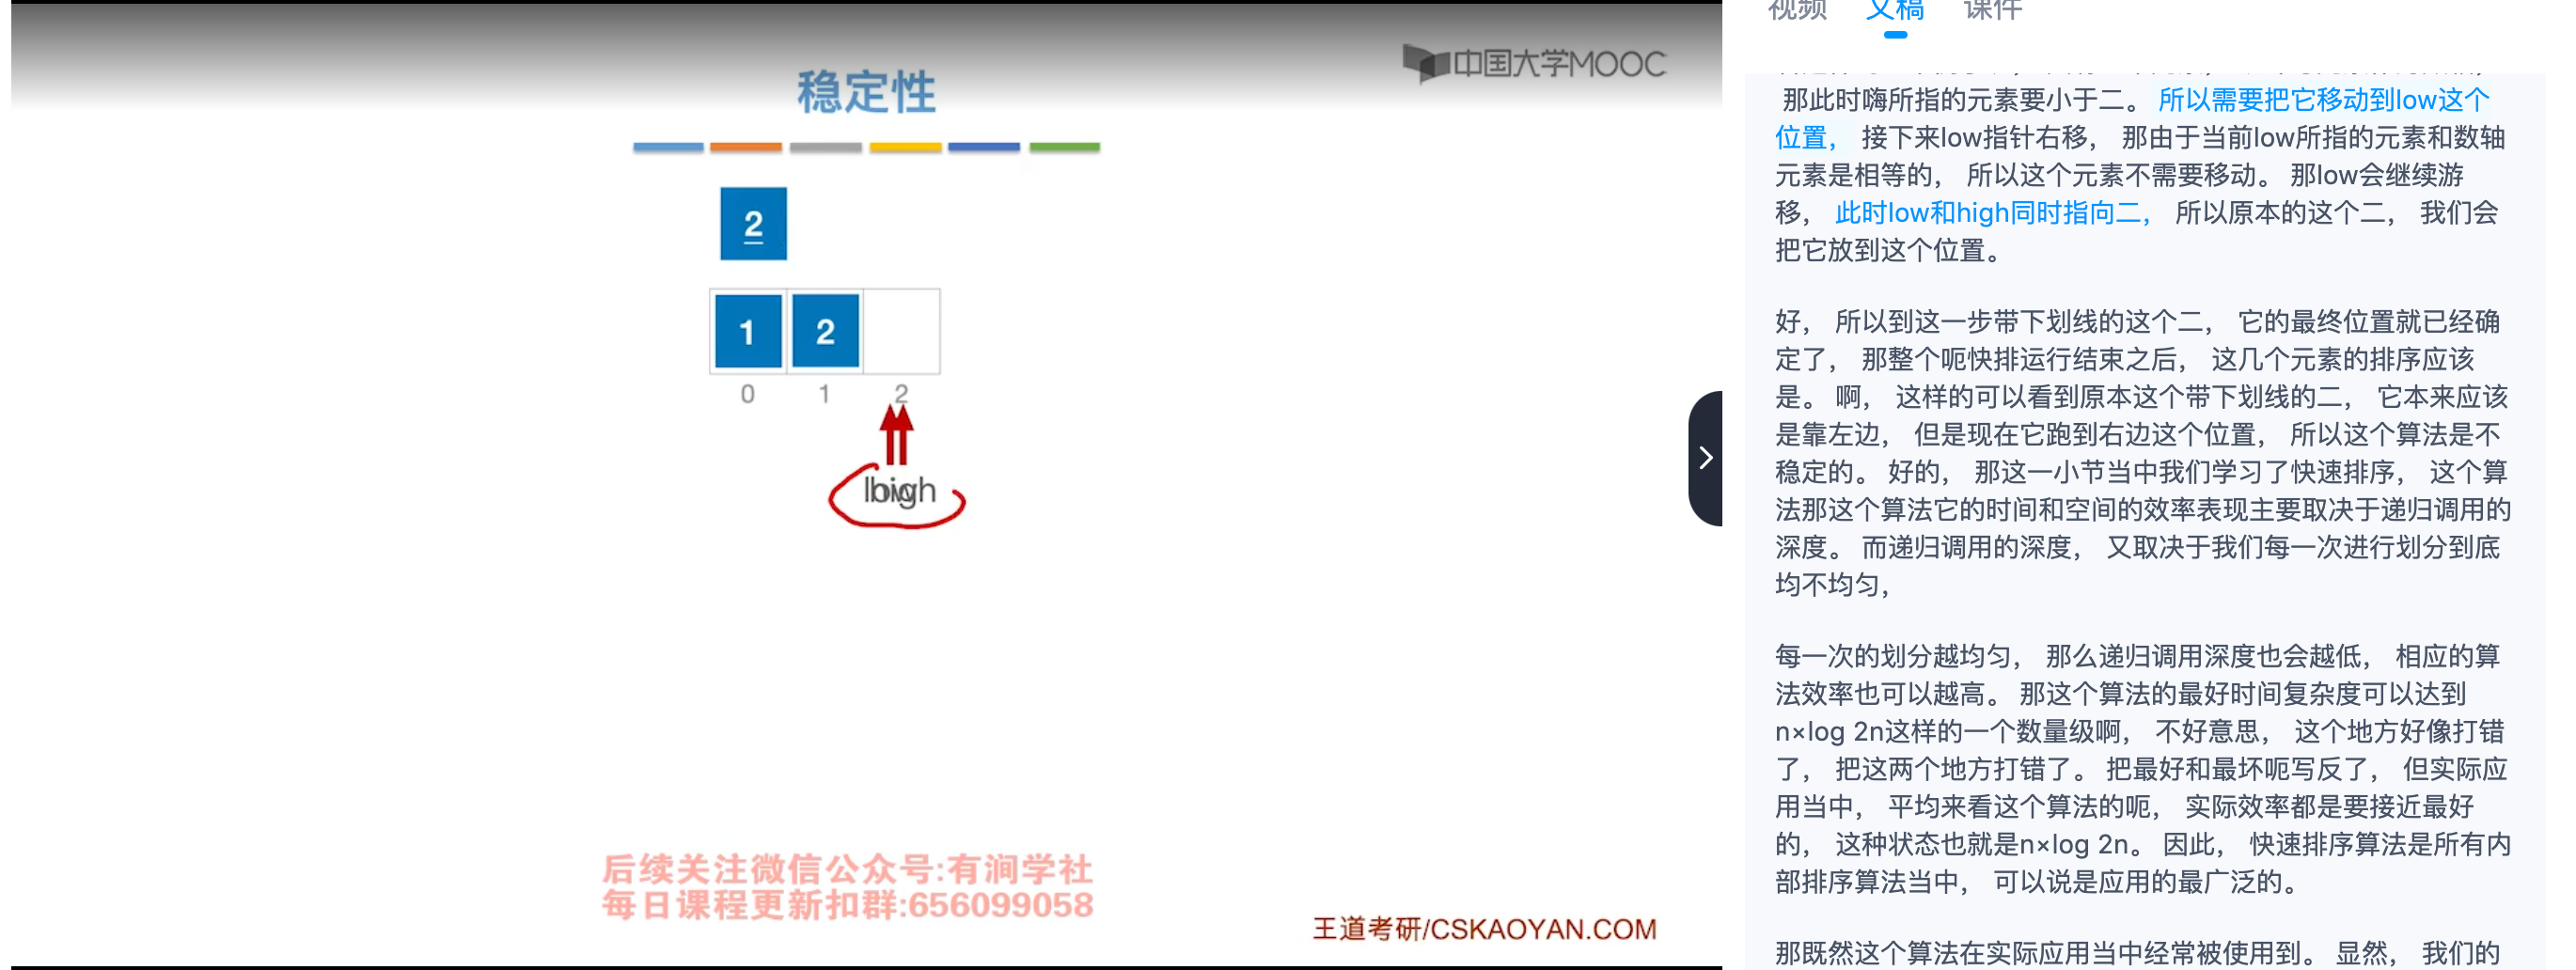 中国大学MOOC
稳定性
2
1 2
0 1 2
后续关注微信公众号:有涧学社
每日课程更新扣群:656099058
王道考研/CSKAOYAN.COM
视频 文稿 课件
那此时嗨所指的元素要小于二。 所以需要把它移动到low这个
位置， 接下来low指针右移， 那由于当前low所指的元素和数轴
元素是相等的， 所以这个元素不需要移动。 那low会继续游
移， 此时low和high同时指向二， 所以原本的这个二， 我们会
把它放到这个位置。
好， 所以到这一步带下划线的这个二， 它的最终位置就已经确
定了， 那整个呃快排运行结束之后， 这几个元素的排序应该
是。 啊， 这样的可以看到原本这个带下划线的二， 它本来应该
是靠左边， 但是现在它跑到右边这个位置， 所以这个算法是不
稳定的。 好的， 那这一小节当中我们学习了快速排序， 这个算
法那这个算法它的时间和空间的效率表现主要取决于递归调用的
深度。 而递归调用的深度， 又取决于我们每一次进行划分到底
均不均匀，
每一次的划分越均匀， 那么递归调用深度也会越低， 相应的算
法效率也可以越高。 那这个算法的最好时间复杂度可以达到
n×log 2n这样的一个数量级啊， 不好意思， 这个地方好像打错
了， 把这两个地方打错了。 把最好和最坏呃写反了， 但实际应
用当中， 平均来看这个算法的呃， 实际效率都是要接近最好
的， 这种状态也就是n×log 2n。 因此， 快速排序算法是所有内
部排序算法当中， 可以说是应用的最广泛的。
那既然这个算法在实际应用当中经常被使用到。 显然， 我们的